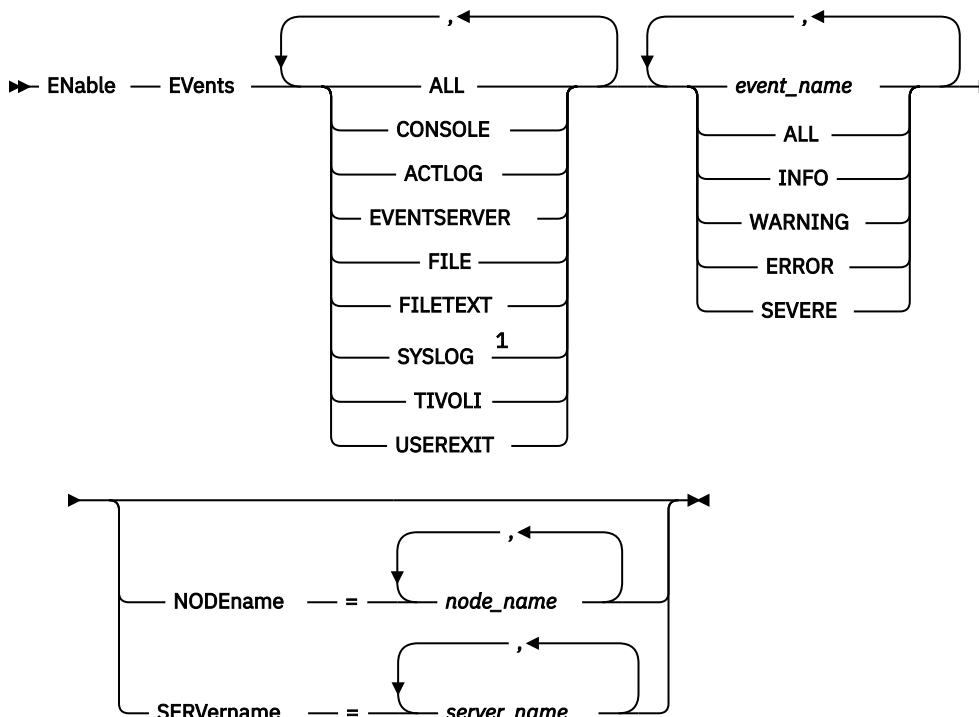 , ,
ENable EVents ALL event_name
CONSOLE ALL
ACTLOG INFO
EVENTSERVER WARNING
FILE ERROR
FILETEXT SEVERE
SYSLOG 1
TIVOLI
USEREXIT
,
NODEname = node_name
,
SERVername = server_name